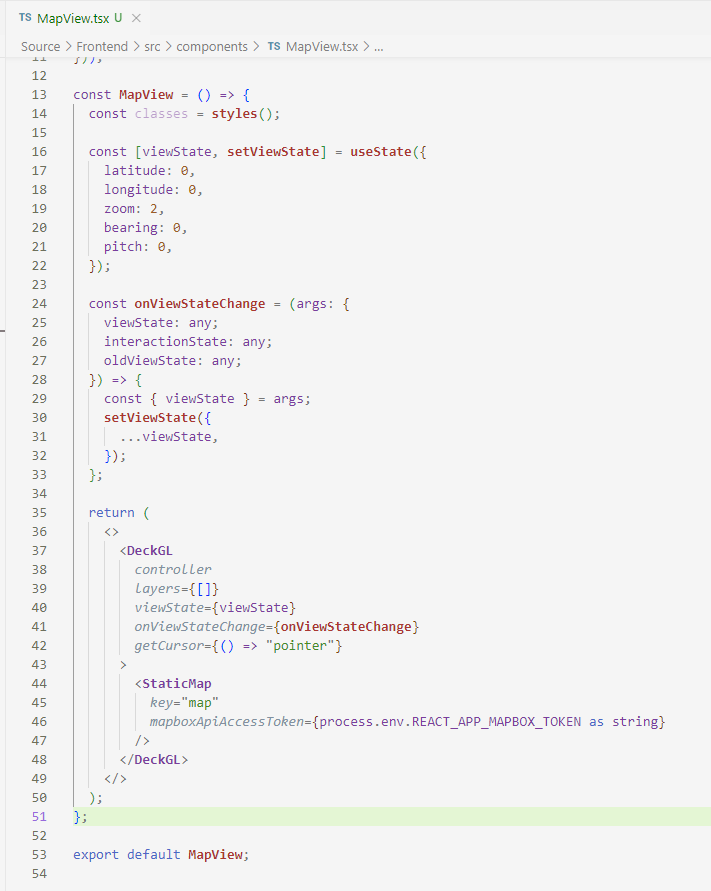 TS MapView.tsx U ×
Source > Frontend > src > components > TS MapView.tsx > ...
11 }));
12
13 const MapView = () => {
14   const classes = styles();
15
16   const [viewState, setViewState] = useState({
17     latitude: 0,
18     longitude: 0,
19     zoom: 2,
20     bearing: 0,
21     pitch: 0,
22   });
23
24   const onViewStateChange = (args: {
25     viewState: any;
26     interactionState: any;
27     oldViewState: any;
28   }) => {
29     const { viewState } = args;
30     setViewState({
31       ...viewState,
32     });
33   };
34
35   return (
36     <>
37       <DeckGL
38         controller
39         layers={[]}
40         viewState={viewState}
41         onViewStateChange={onViewStateChange}
42         getCursor={() => "pointer"}
43       >
44         <StaticMap
45           key="map"
46           mapboxApiAccessToken={process.env.REACT_APP_MAPBOX_TOKEN as string}
47         />
48       </DeckGL>
49     </>
50   );
51 };
52
53 export default MapView;
54